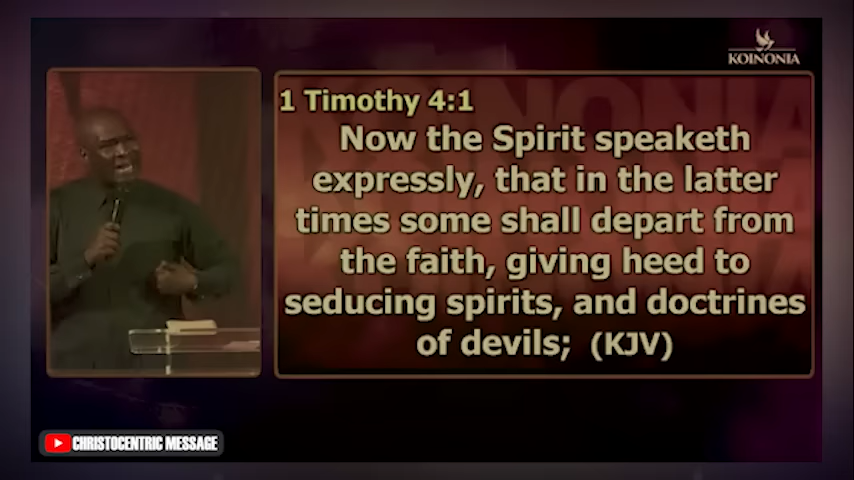 KOINONIA
1 Timothy 4:1
Now the Spirit speaketh
expressly, that in the latter
times some shall depart from
the faith, giving heed to
seducing spirits, and doctrines
of devils; (KJV)
CHRISTOCENTRIC MESSAGE